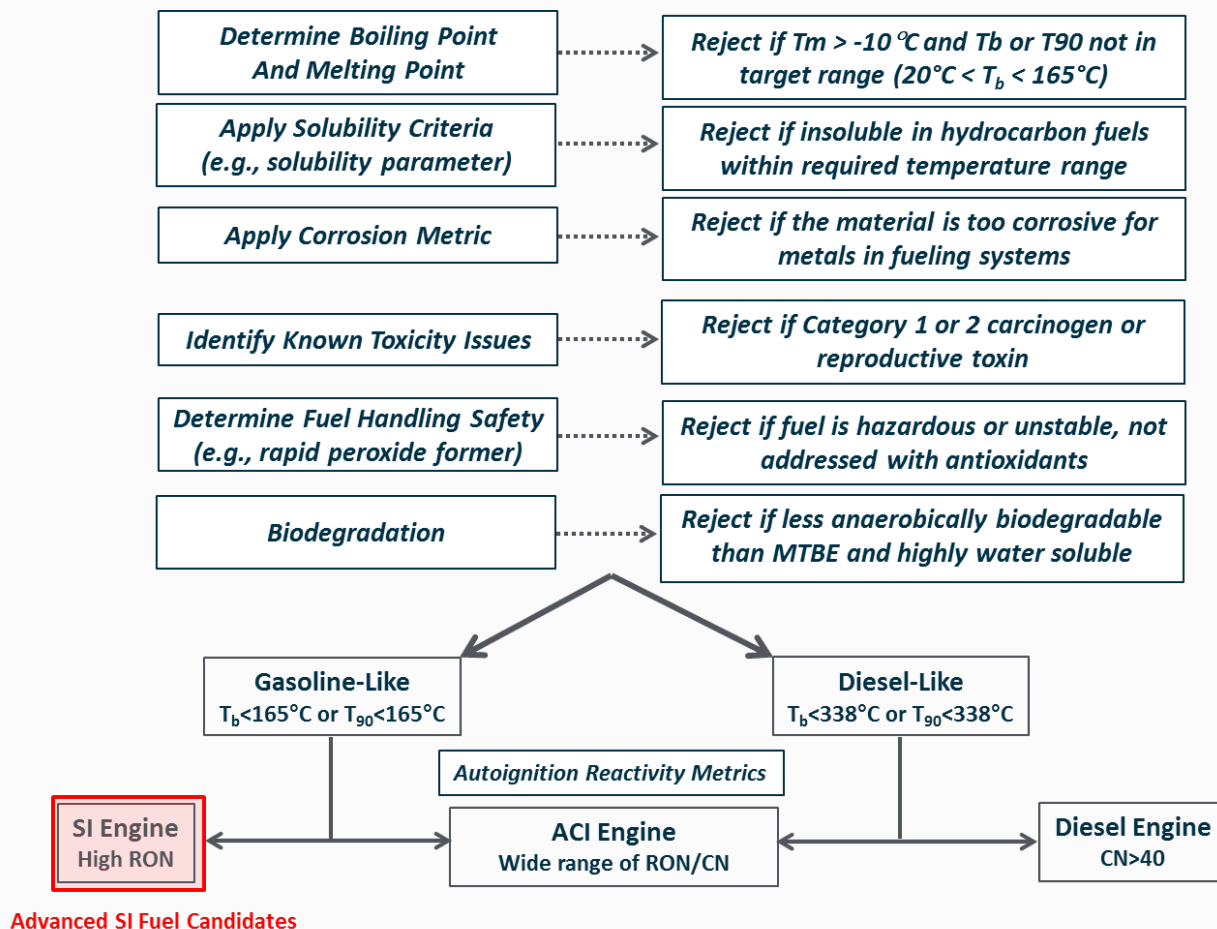 Determine Boiling Point
And Melting Point
Reject if Tm > -10 °C and Tb or T90 not in
target range (20°C < Tb < 165°C)
Apply Solubility Criteria
(e.g., solubility parameter)
Reject if insoluble in hydrocarbon fuels
within required temperature range
Apply Corrosion Metric
Reject if the material is too corrosive for
metals in fueling systems
Identify Known Toxicity Issues
Reject if Category 1 or 2 carcinogen or
reproductive toxin
Determine Fuel Handling Safety
(e.g., rapid peroxide former)
Reject if fuel is hazardous or unstable, not
addressed with antioxidants
Biodegradation
Reject if less anaerobically biodegradable
than MTBE and highly water soluble
Gasoline-Like
Tb<165°C or T90<165°C
Diesel-Like
Tb<338°C or T90<338°C
Autoignition Reactivity Metrics
SI Engine
High RON
ACI Engine
Wide range of RON/CN
Diesel Engine
CN>40
Advanced SI Fuel Candidates